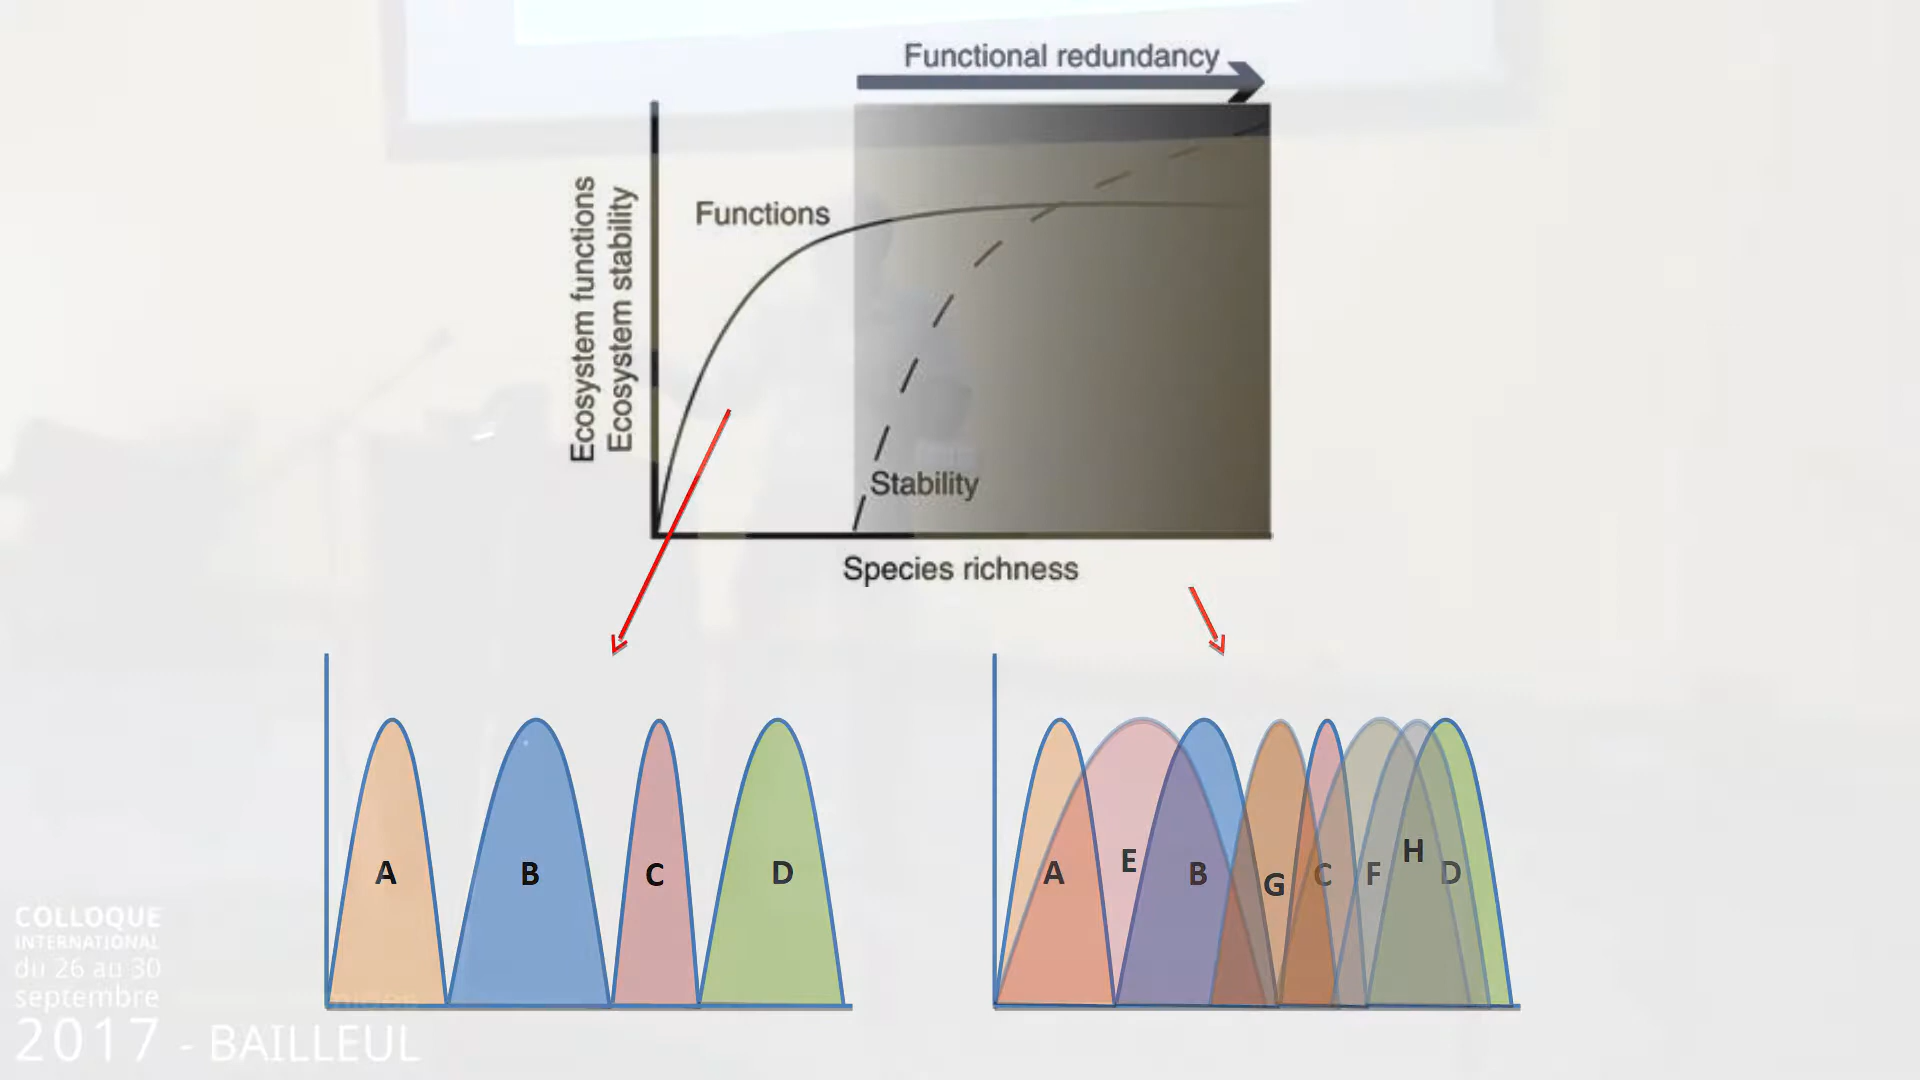 Functional redundancy
Ecosystem functions
Ecosystem stability
Functions
Stability
Species richness
A
B
C
D
A
E
B
G
C
F
H
D
COLLOQUE
INTERNATIONAL
du 26 au 30
septembre
2017 - BAILLEUL